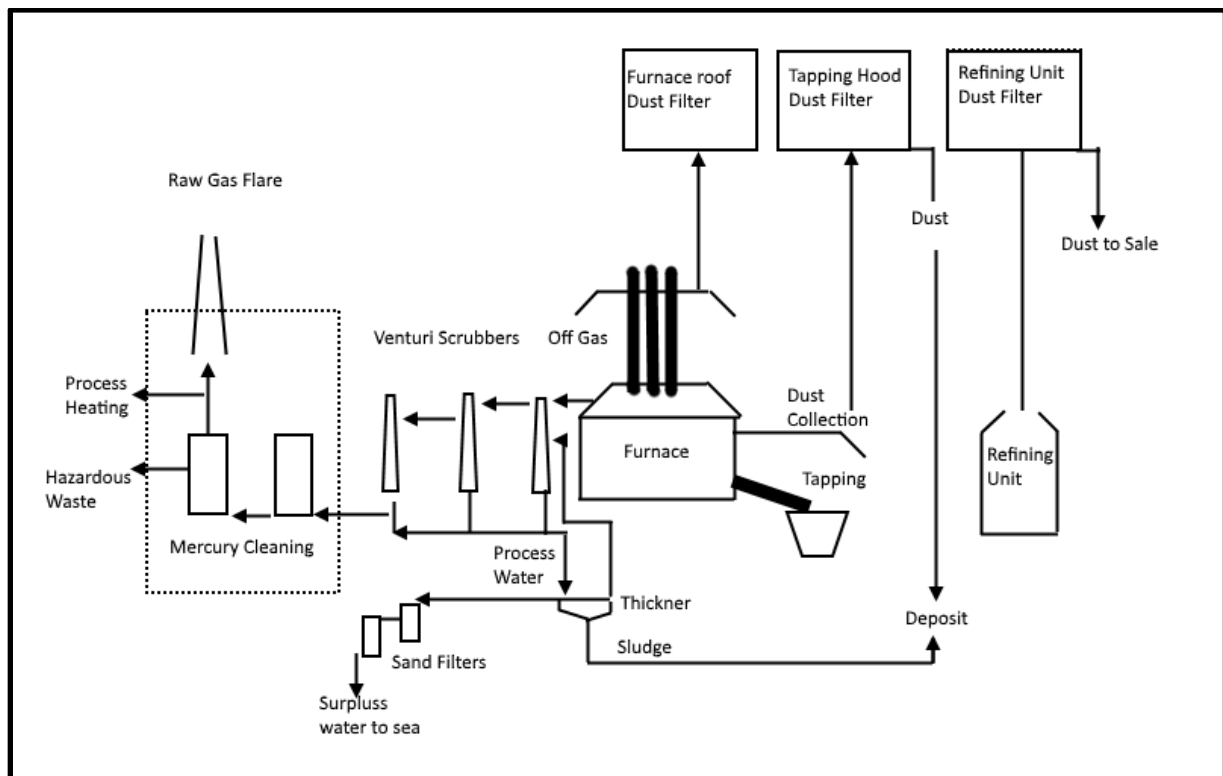 Furnace roof
Dust Filter
Tapping Hood
Dust Filter
Refining Unit
Dust Filter
Raw Gas Flare
Dust
Dust to Sale
Venturi Scrubbers
Off Gas
Process
Heating
Dust
Collection
Furnace
Refining
Unit
Hazardous
Waste
Tapping
Mercury Cleaning
Process
Water
Thickner
Deposit
Sludge
Sand Filters
Surpluss
water to sea